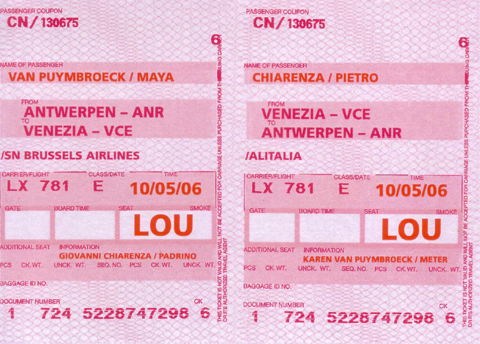 PASSENGER COUPON
CN/ 130675
6
NAME OF PASSENGER
VAN PUYMBROECK / MAYA
FROM
ANTWERPEN – ANR
TO
VENEZIA – VCE
/SN BRUSSELS AIRLINES
CARRIER/FLIGHT CLASS/DATE TIME
LX 781 E 10/05/06
GATE BOARD TIME SEAT SMOKE
LOU
ADDITIONAL SEAT INFORMATION
GIOVANNI CHIARENZA / PADRINO
PCS CK. WT. UNCK. WT. SEQ. NO. PCS CK. WT. UNCK. WT.
BAGGAGE ID NO.
DOCUMENT NUMBER CK
1 724 5228747298 6
PASSENGER COUPON
CN/ 130675
6
NAME OF PASSENGER
CHIARENZA / PIETRO
FROM
VENEZIA – VCE
TO
ANTWERPEN – ANR
/ALITALIA
CARRIER/FLIGHT CLASS/DATE TIME
LX 781 E 10/05/06
GATE BOARD TIME SEAT SMOKE
LOU
ADDITIONAL SEAT INFORMATION
KAREN VAN PUYMBROECK / METER
PCS CK. WT. UNCK. WT. SEQ. NO. PCS CK. WT. UNCK. WT.
BAGGAGE ID NO.
DOCUMENT NUMBER CK
1 724 5228747298 6